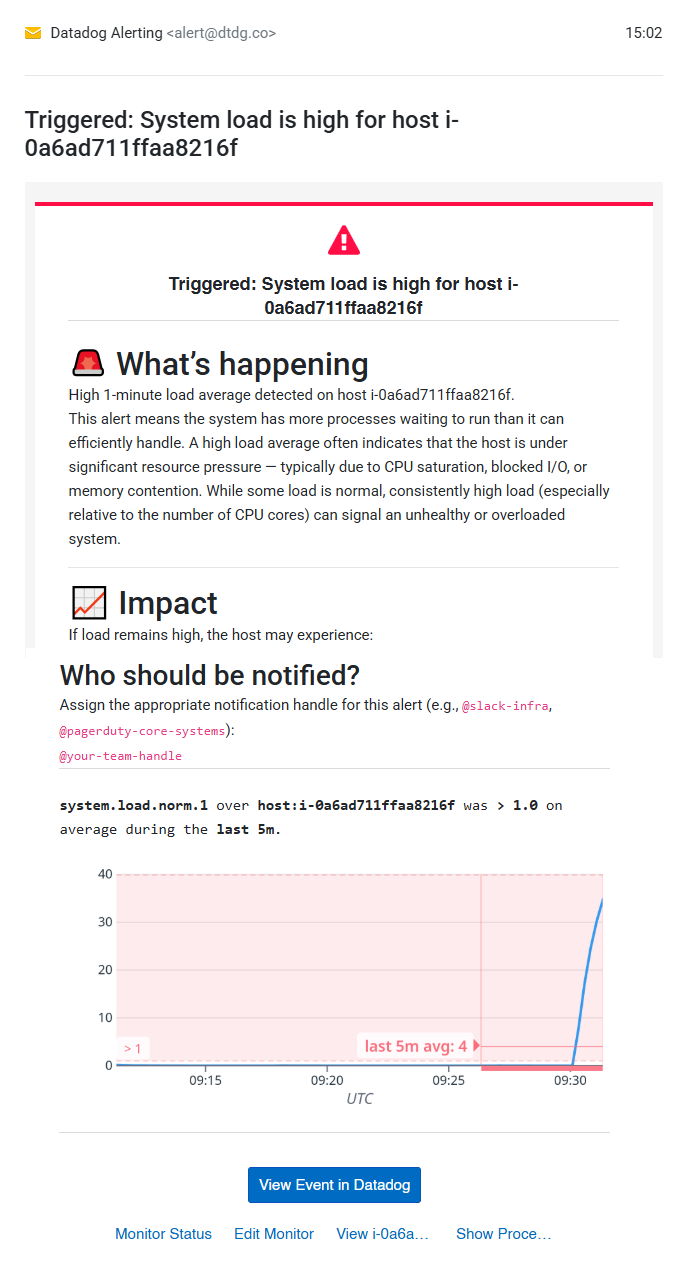 Datadog Alerting <alert@dtdg.co> 15:02
Triggered: System load is high for host i-
0a6ad711ffaa8216f
Triggered: System load is high for host i-
0a6ad711ffaa8216f
What’s happening
High 1-minute load average detected on host i-0a6ad711ffaa8216f.
This alert means the system has more processes waiting to run than it can
efficiently handle. A high load average often indicates that the host is under
significant resource pressure — typically due to CPU saturation, blocked I/O, or
memory contention. While some load is normal, consistently high load (especially
relative to the number of CPU cores) can signal an unhealthy or overloaded
system.
Impact
If load remains high, the host may experience:
Who should be notified?
Assign the appropriate notification handle for this alert (e.g., @slack-infra,
@pagerduty-core-systems):
@your-team-handle
system.load.norm.1 over host:i-0a6ad711ffaa8216f was > 1.0 on
average during the last 5m.
40
30
20
10
> 1
last 5m avg: 4
0
09:15 09:20 09:25 09:30
UTC
View Event in Datadog
Monitor Status Edit Monitor View i-0a6a… Show Proce…